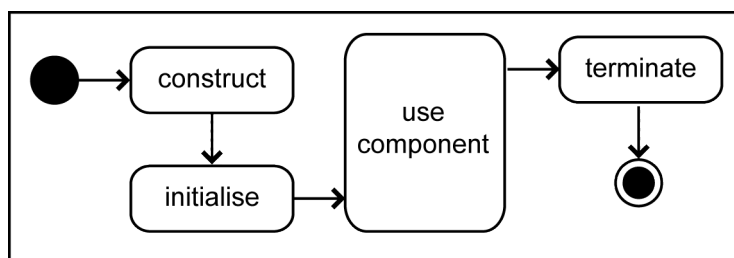 construct
initialise
use
component
terminate